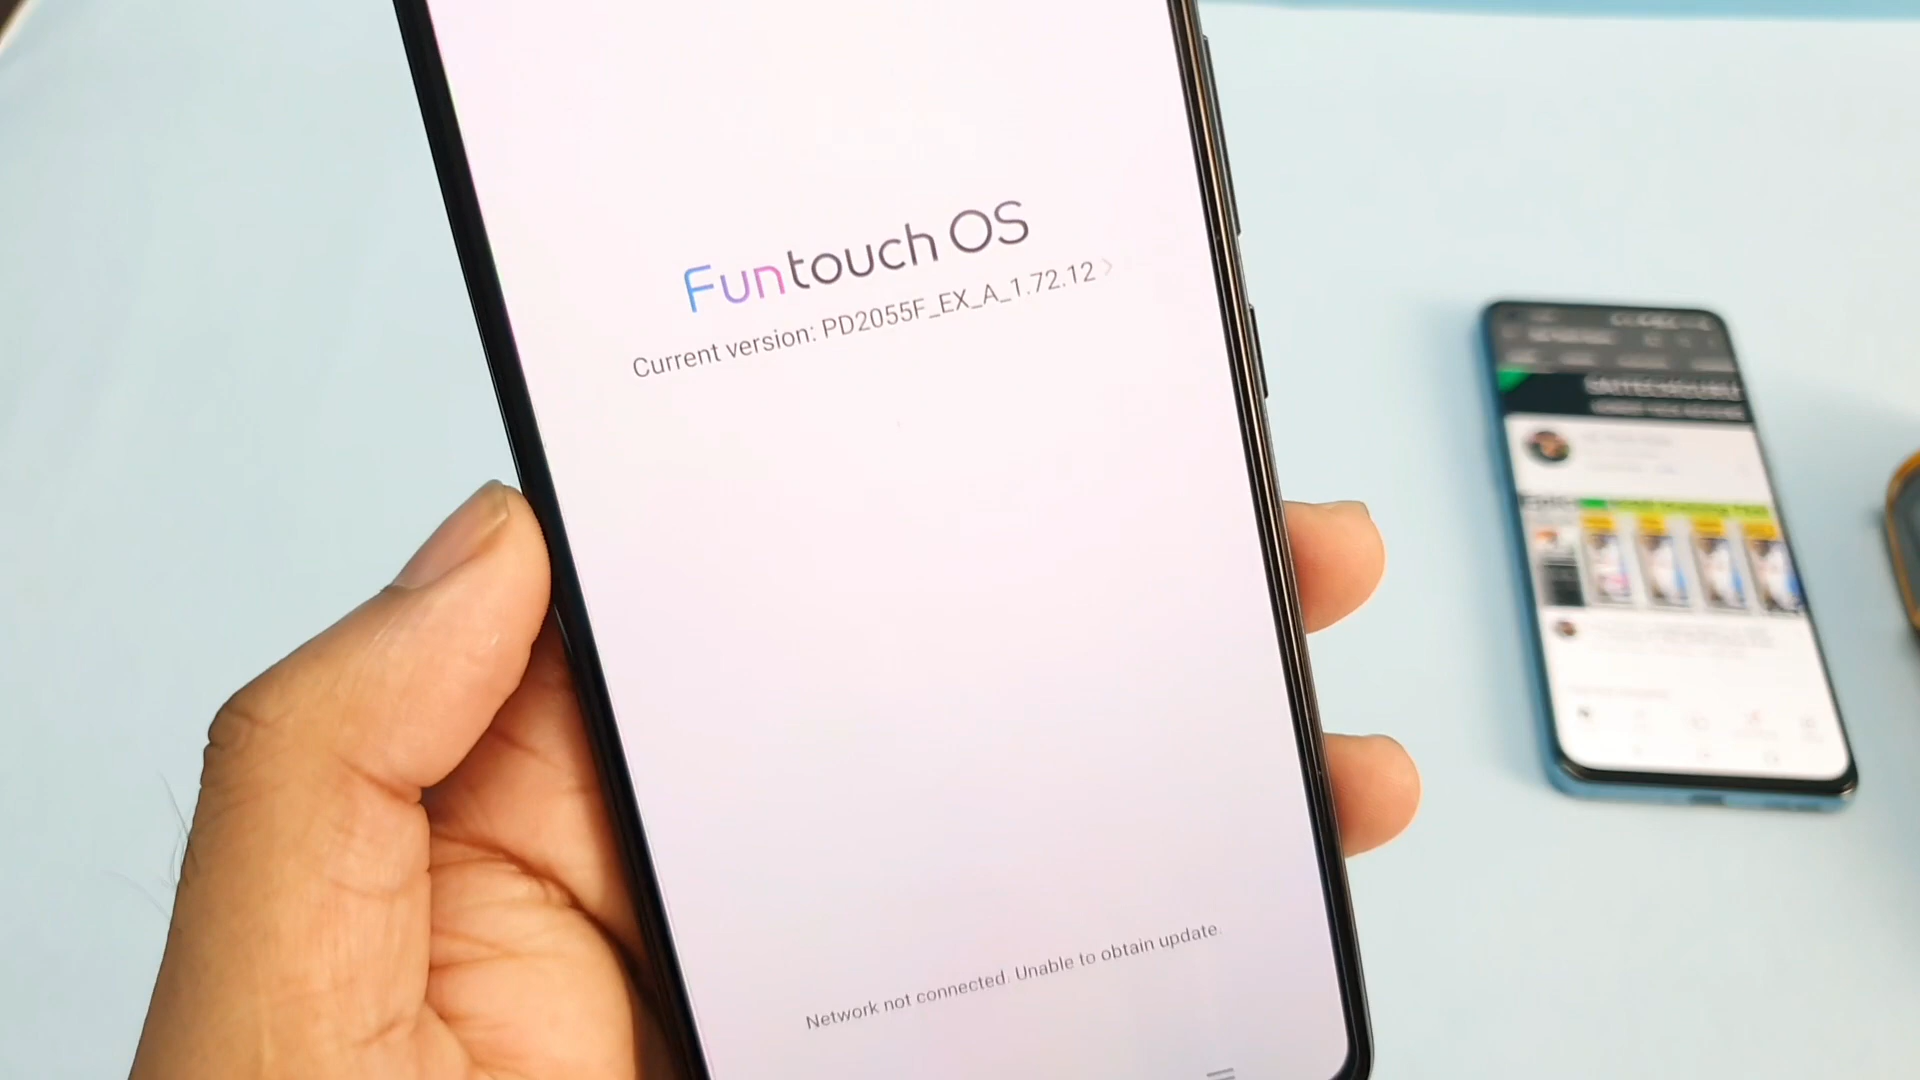 Funtouch OS
Current version: PD2055F_EX_A_1.72.12
Network not connected. Unable to obtain update.